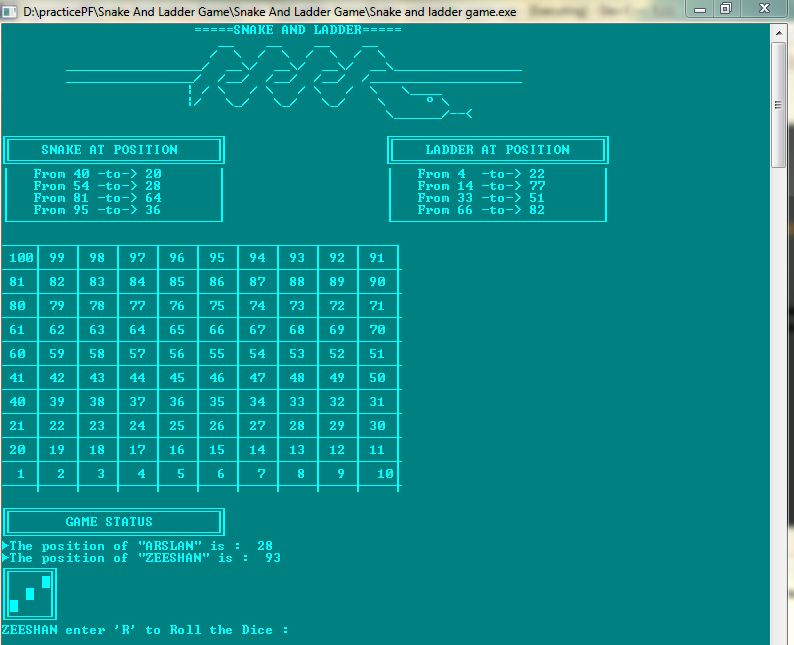 D:\practicePF\Snake And Ladder Game\Snake And Ladder Game\Snake and ladder game.exe
=====SNAKE AND LADDER=====
SNAKE AT POSITION
From 40 -to-> 20
From 54 -to-> 28
From 81 -to-> 64
From 95 -to-> 36
LADDER AT POSITION
From 4 -to-> 22
From 14 -to-> 77
From 33 -to-> 51
From 66 -to-> 82
100 99 98 97 96 95 94 93 92 91
81 82 83 84 85 86 87 88 89 90
80 79 78 77 76 75 74 73 72 71
61 62 63 64 65 66 67 68 69 70
60 59 58 57 56 55 54 53 52 51
41 42 43 44 45 46 47 48 49 50
40 39 38 37 36 35 34 33 32 31
21 22 23 24 25 26 27 28 29 30
20 19 18 17 16 15 14 13 12 11
1 2 3 4 5 6 7 8 9 10
GAME STATUS
The position of "ARSLAN" is : 28
The position of "ZEESHAN" is : 93
ZEESHAN enter 'R' to Roll the Dice :